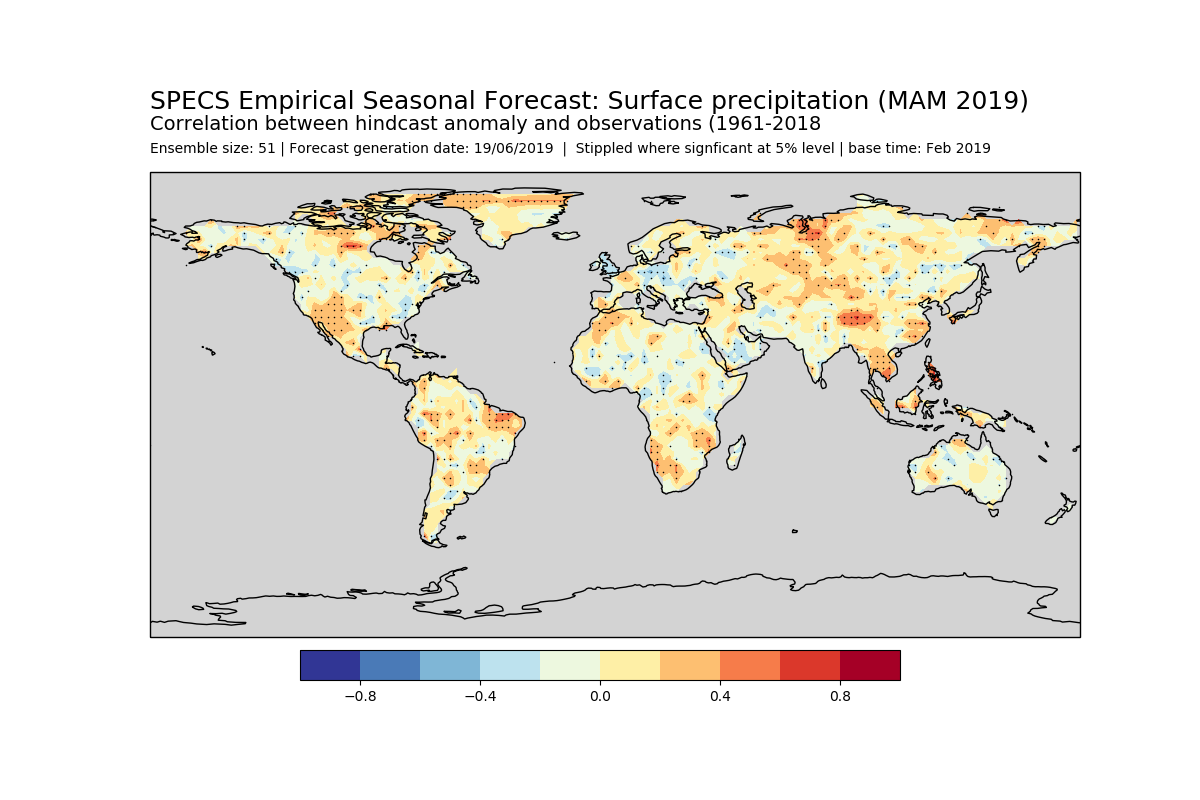 SPECS Empirical Seasonal Forecast: Surface precipitation (MAM 2019)
Correlation between hindcast anomaly and observations (1961-2018
Ensemble size: 51 | Forecast generation date: 19/06/2019  |  Stippled where signficant at 5% level | base time: Feb 2019
−0.8 −0.4 0.0 0.4 0.8